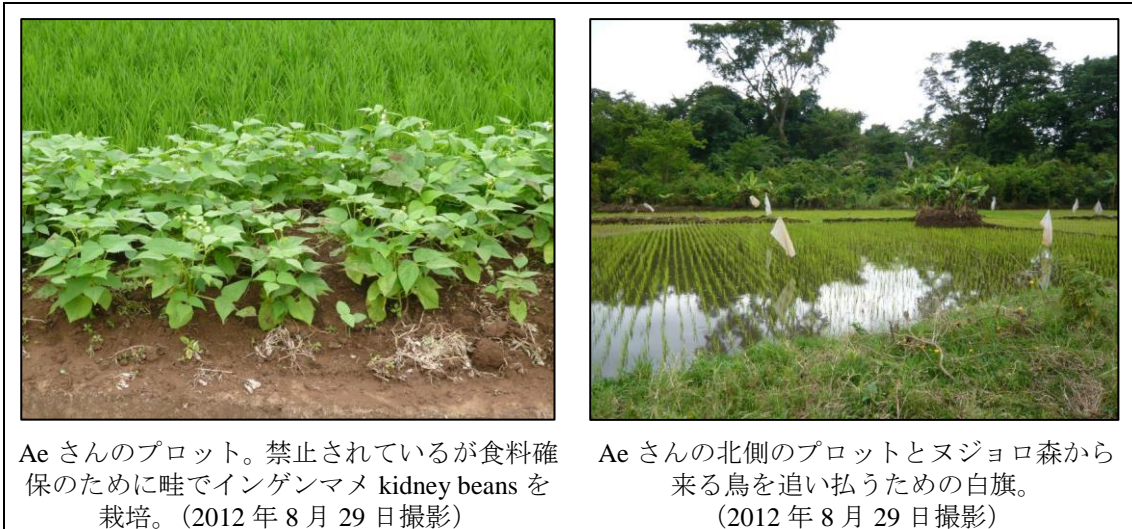 Ae さんのプロット。禁止されているが食料確
保のために畦でインゲンマメ kidney beans を
栽培。（2012 年 8 月 29 日撮影）
Ae さんの北側のプロットとヌジョロ森から
来る鳥を追い払うための白旗。
（2012 年 8 月 29 日撮影）